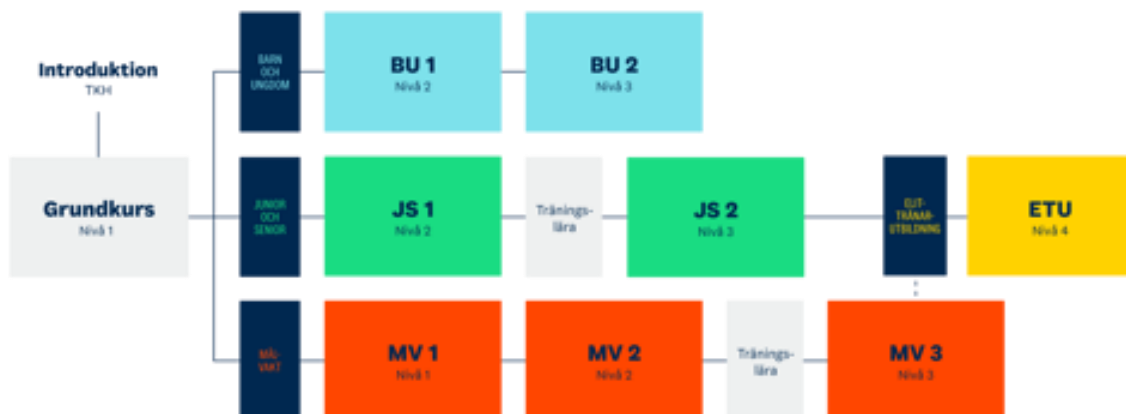 Introduktion
TKH
Grundkurs
Nivå 1
BARN
OCH
UNGDOM
BU 1
Nivå 2
BU 2
Nivå 3
JUNIOR
OCH
SENIOR
JS 1
Nivå 2
Tränings-
lära
JS 2
Nivå 3
ELIT-
TRÄNAR-
UTBILDNING
ETU
Nivå 4
MÅL-
VAKT
MV 1
Nivå 1
MV 2
Nivå 2
Tränings-
lära
MV 3
Nivå 3